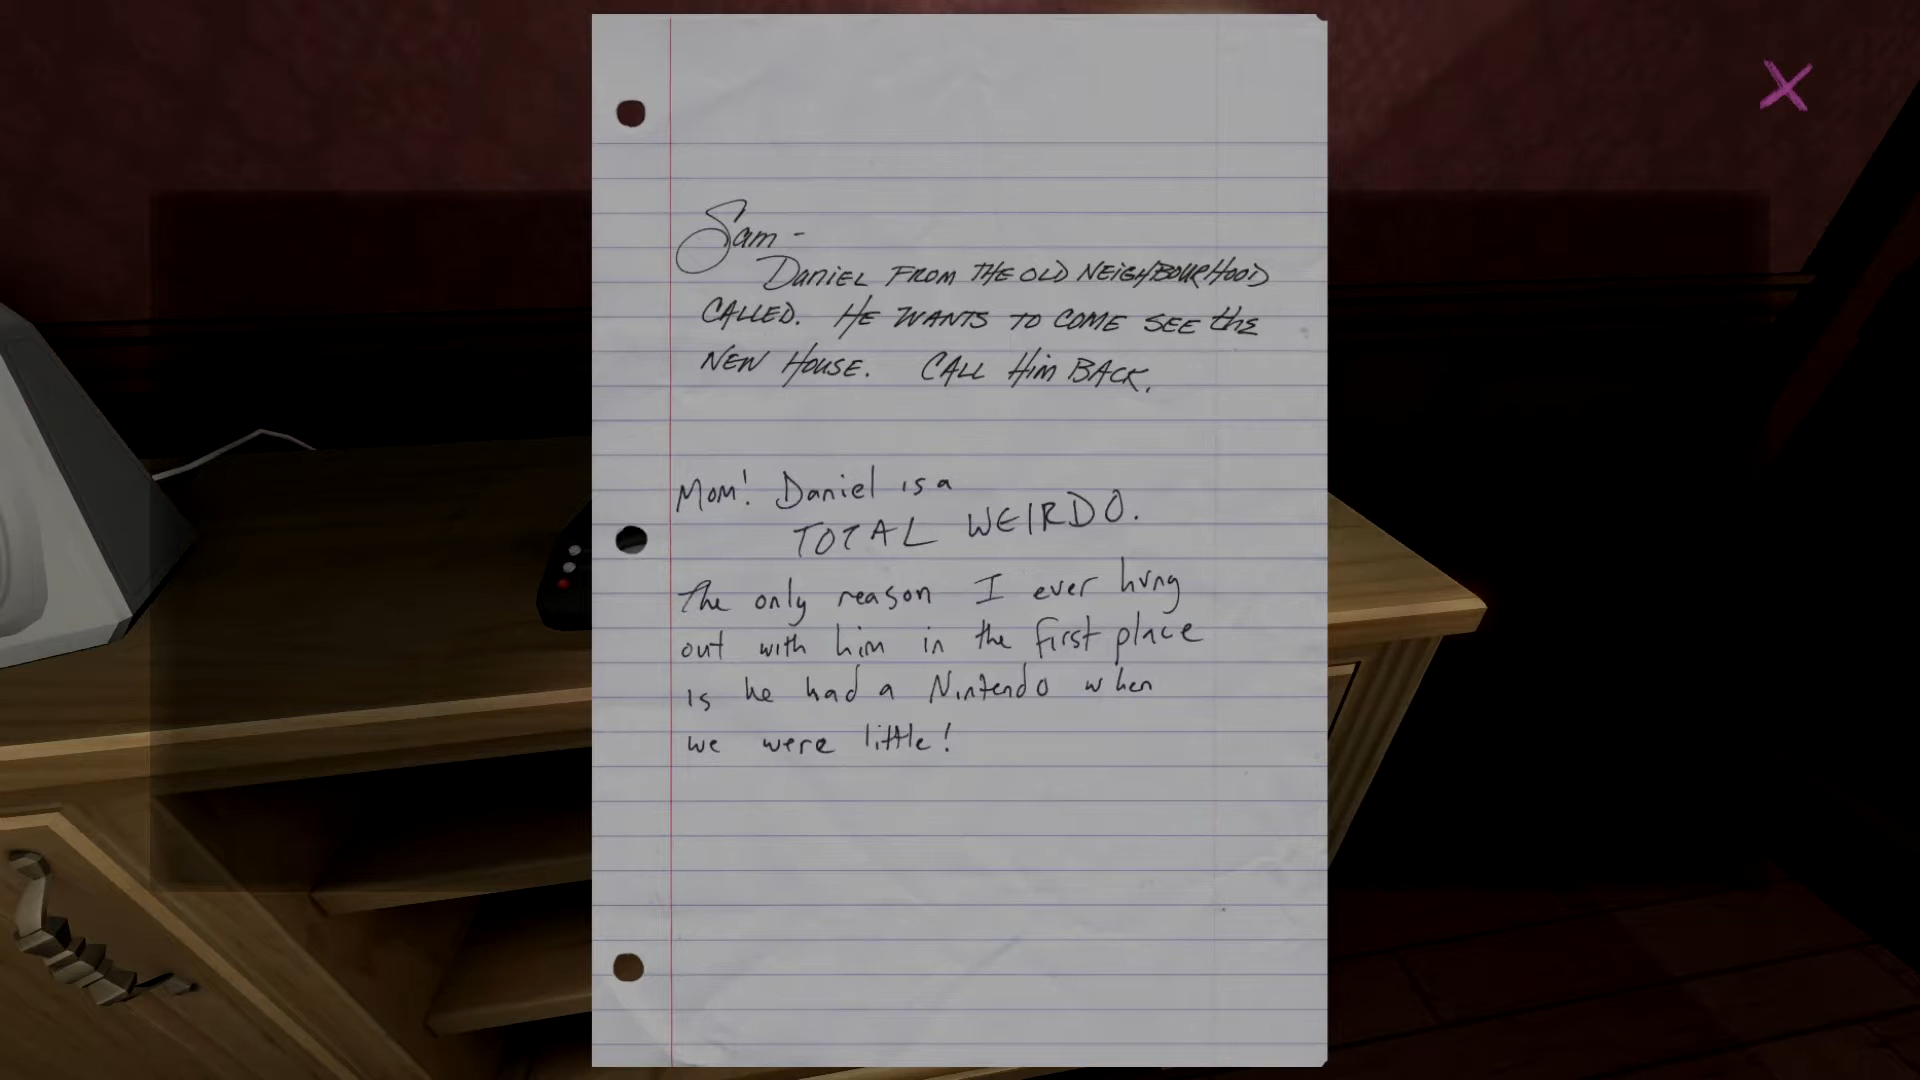 Sam -
DANIEL FROM THE OLD NEIGHBOURHOOD
CALLED. HE WANTS TO COME SEE the
NEW HOUSE. CALL HIM BACK.
Mom! Daniel is a
TOTAL WEIRDO.
The only reason I ever hung
out with him in the first place
is he had a Nintendo when
we were little!